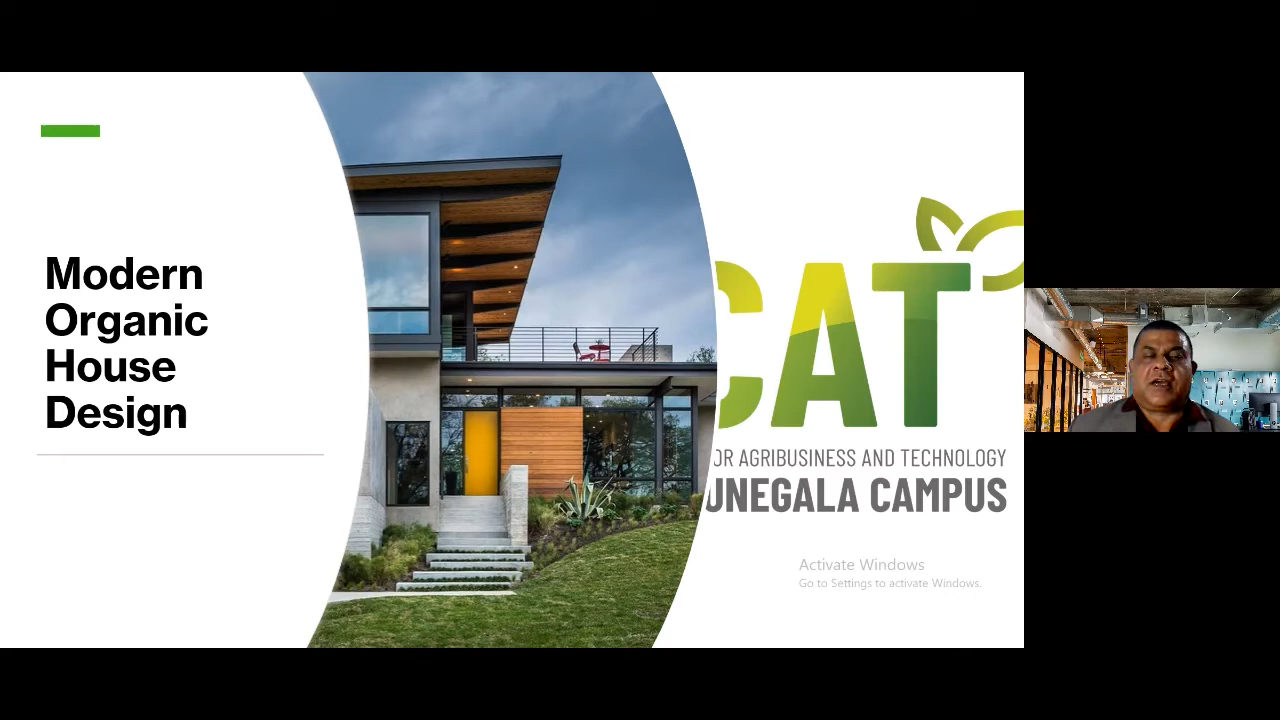 Modern
Organic
House
Design
CAT
OR AGRIBUSINESS AND TECHNOLOGY
UNEGALA CAMPUS
Activate Windows
Go to Settings to activate Windows.